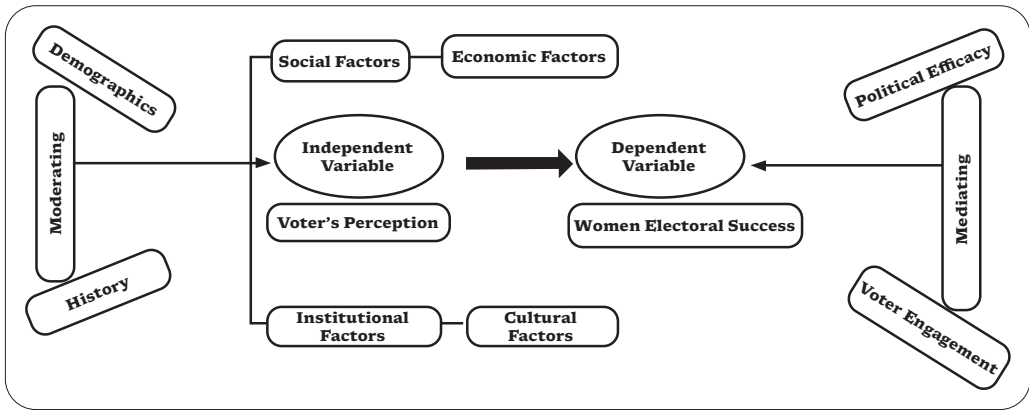 Demographics
Moderating
History
Social Factors
Economic Factors
Independent
Variable
Voter's Perception
Institutional
Factors
Cultural
Factors
Dependent
Variable
Women Electoral Success
Political Efficacy
Mediating
Voter Engagement